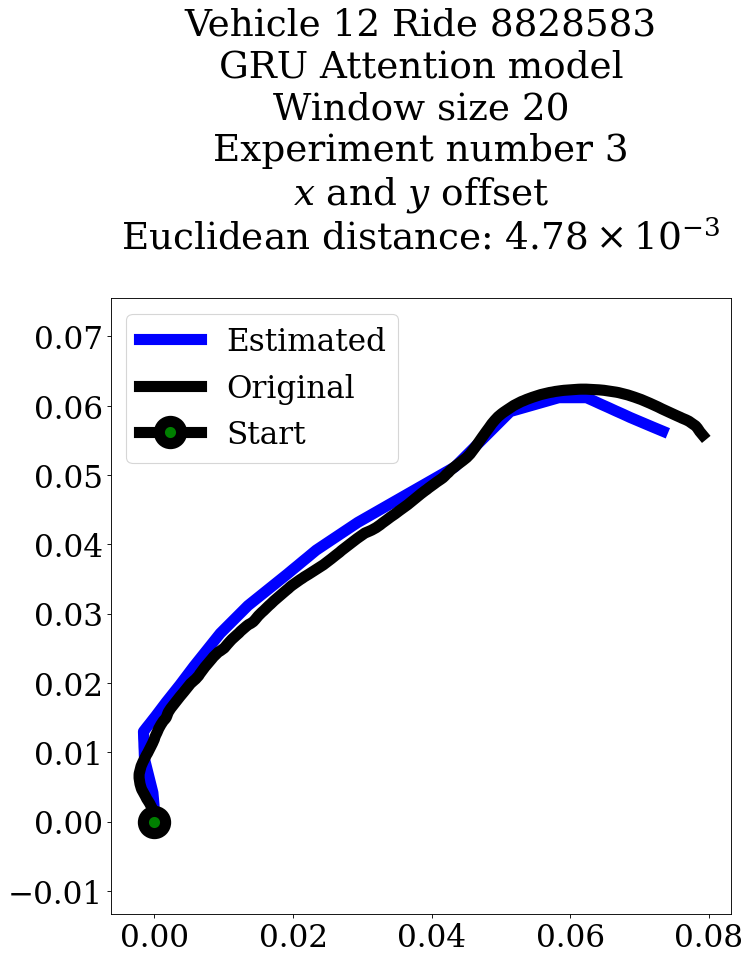 Vehicle 12 Ride 8828583
GRU Attention model
Window size 20
Experiment number 3
x and y offset
Euclidean distance: 4.78 × 10⁻³
Estimated
Original
Start
0.07
0.06
0.05
0.04
0.03
0.02
0.01
0.00
−0.01
0.00 0.02 0.04 0.06 0.08